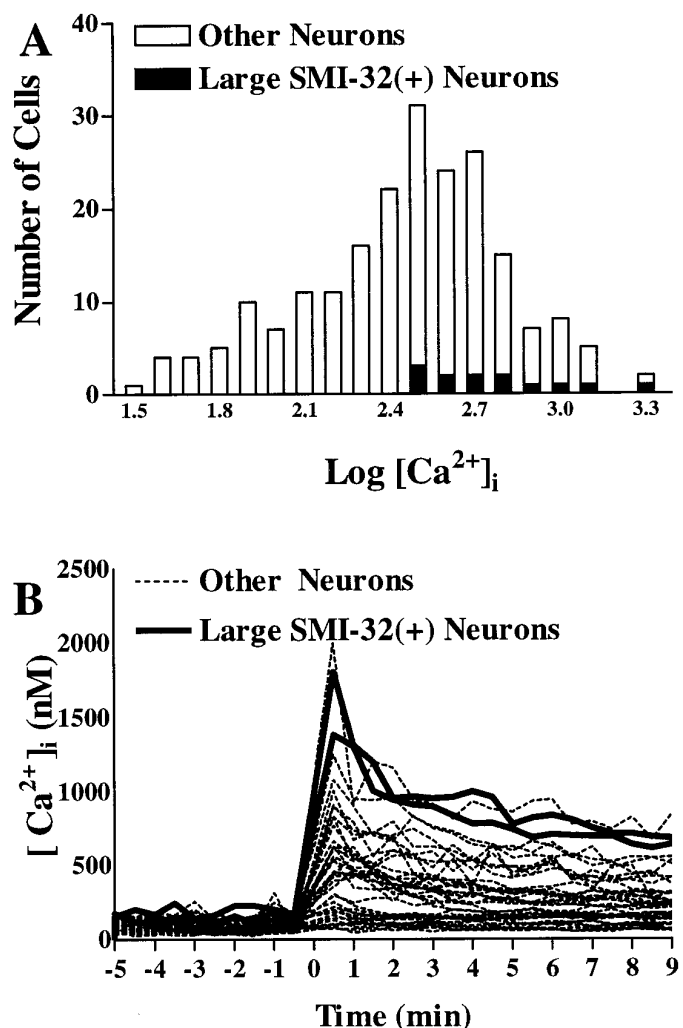 A
Other Neurons
Large SMI-32(+) Neurons
Number of Cells
40
30
20
10
0
1.5 1.8 2.1 2.4 2.7 3.0 3.3
Log [Ca²⁺]ᵢ
B
Other Neurons
Large SMI-32(+) Neurons
[ Ca²⁺]ᵢ (nM)
2500
2000
1500
1000
500
0
-5 -4 -3 -2 -1 0 1 2 3 4 5 6 7 8 9
Time (min)